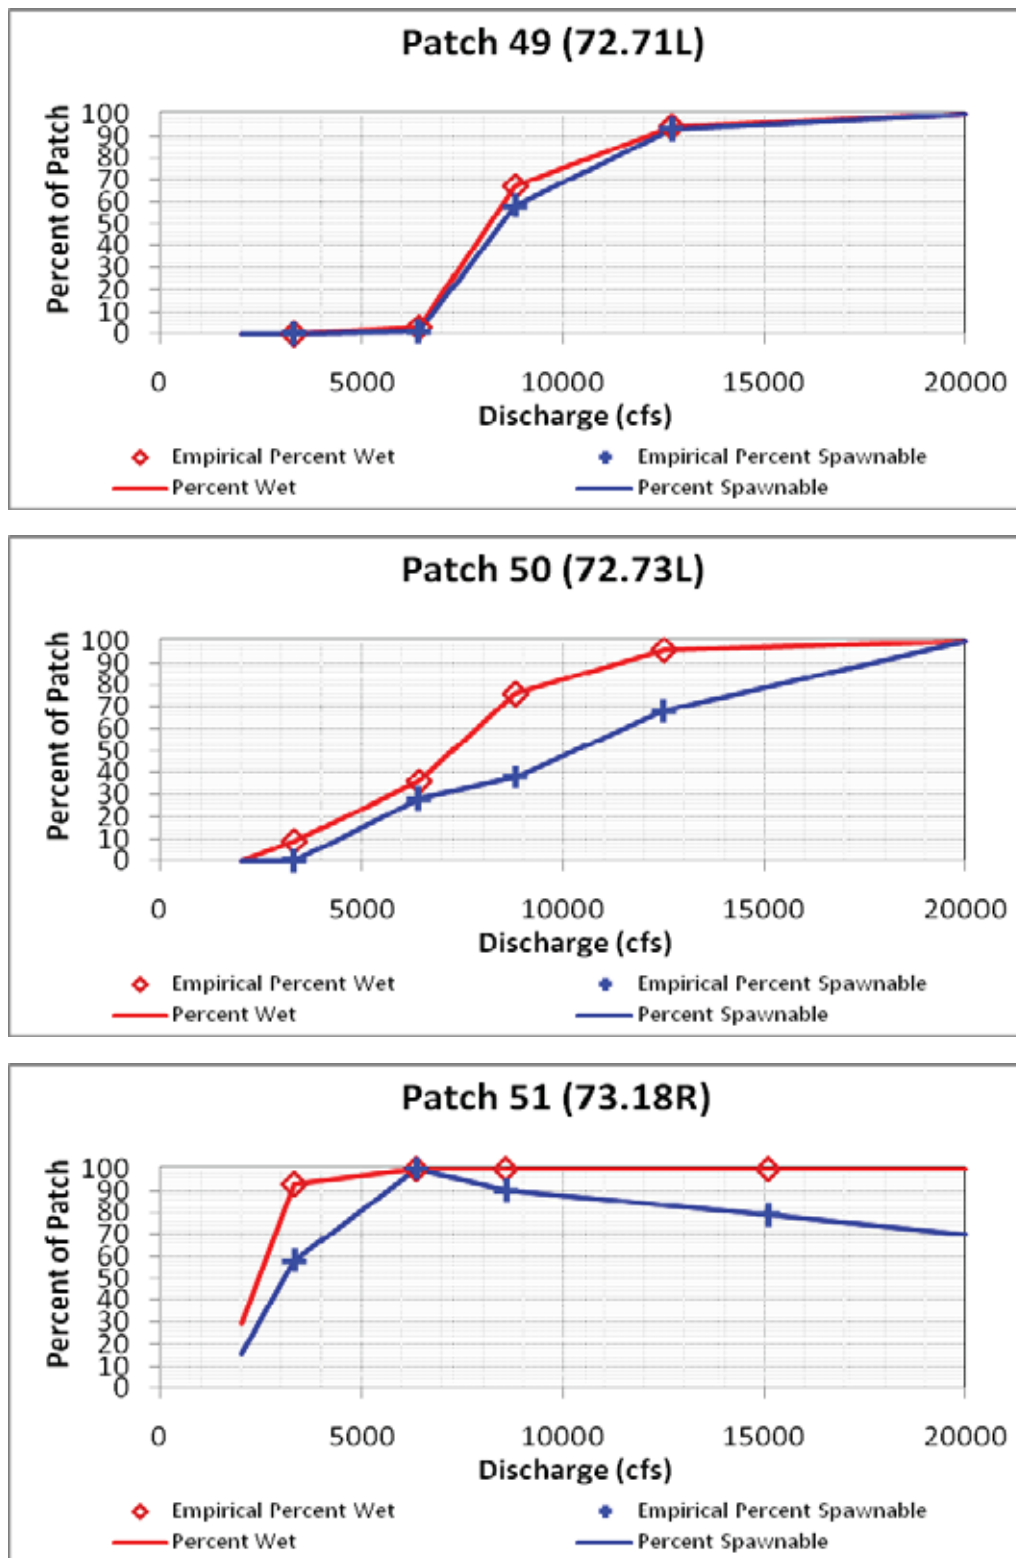 Patch 49 (72.71L)
Percent of Patch
100
90
80
70
60
50
40
30
20
10
0
0 5000 10000 15000 20000
Discharge (cfs)
Empirical Percent Wet Empirical Percent Spawnable
Percent Wet Percent Spawnable
Patch 50 (72.73L)
Percent of Patch
100
90
80
70
60
50
40
30
20
10
0
0 5000 10000 15000 20000
Discharge (cfs)
Empirical Percent Wet Empirical Percent Spawnable
Percent Wet Percent Spawnable
Patch 51 (73.18R)
Percent of Patch
100
90
80
70
60
50
40
30
20
10
0
0 5000 10000 15000 20000
Discharge (cfs)
Empirical Percent Wet Empirical Percent Spawnable
Percent Wet Percent Spawnable